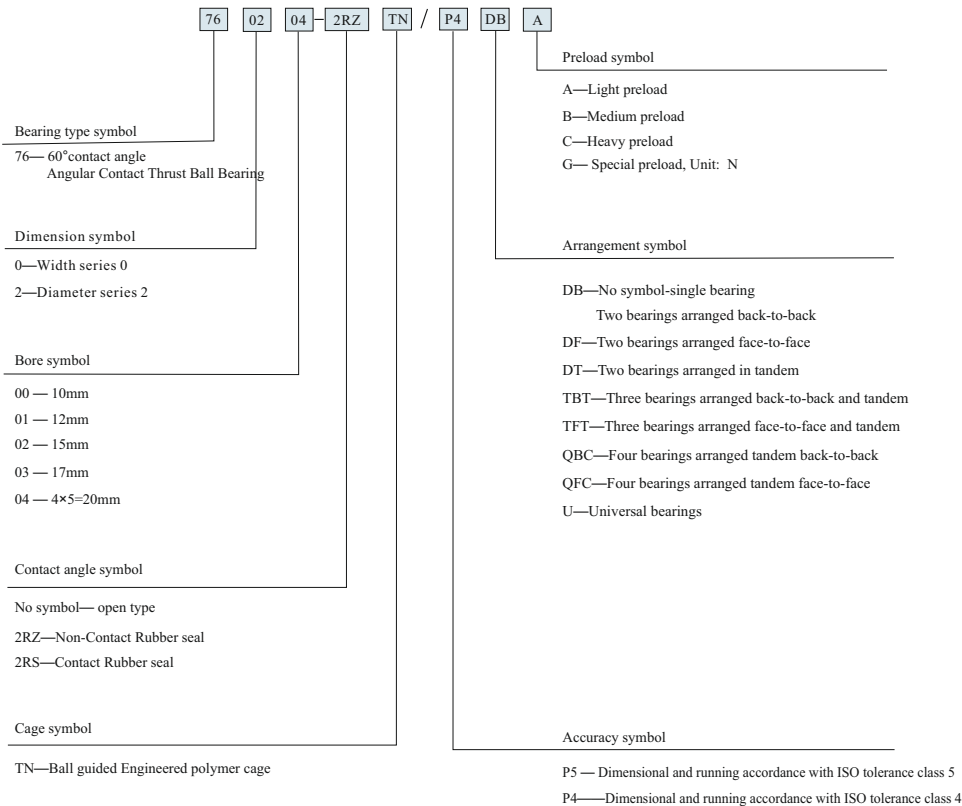 76 02 04-2RZ TN / P4 DB A
Preload symbol
A—Light preload
B—Medium preload
C—Heavy preload
G— Special preload, Unit: N
Bearing type symbol
76— 60°contact angle
Angular Contact Thrust Ball Bearing
Dimension symbol
0—Width series 0
2—Diameter series 2
Arrangement symbol
DB—No symbol-single bearing
Two bearings arranged back-to-back
DF—Two bearings arranged face-to-face
DT—Two bearings arranged in tandem
TBT—Three bearings arranged back-to-back and tandem
TFT—Three bearings arranged face-to-face and tandem
QBC—Four bearings arranged tandem back-to-back
QFC—Four bearings arranged tandem face-to-face
U—Universal bearings
Bore symbol
00 — 10mm
01 — 12mm
02 — 15mm
03 — 17mm
04 — 4×5=20mm
Contact angle symbol
No symbol— open type
2RZ—Non-Contact Rubber seal
2RS—Contact Rubber seal
Cage symbol
TN—Ball guided Engineered polymer cage
Accuracy symbol
P5 — Dimensional and running accordance with ISO tolerance class 5
P4——Dimensional and running accordance with ISO tolerance class 4